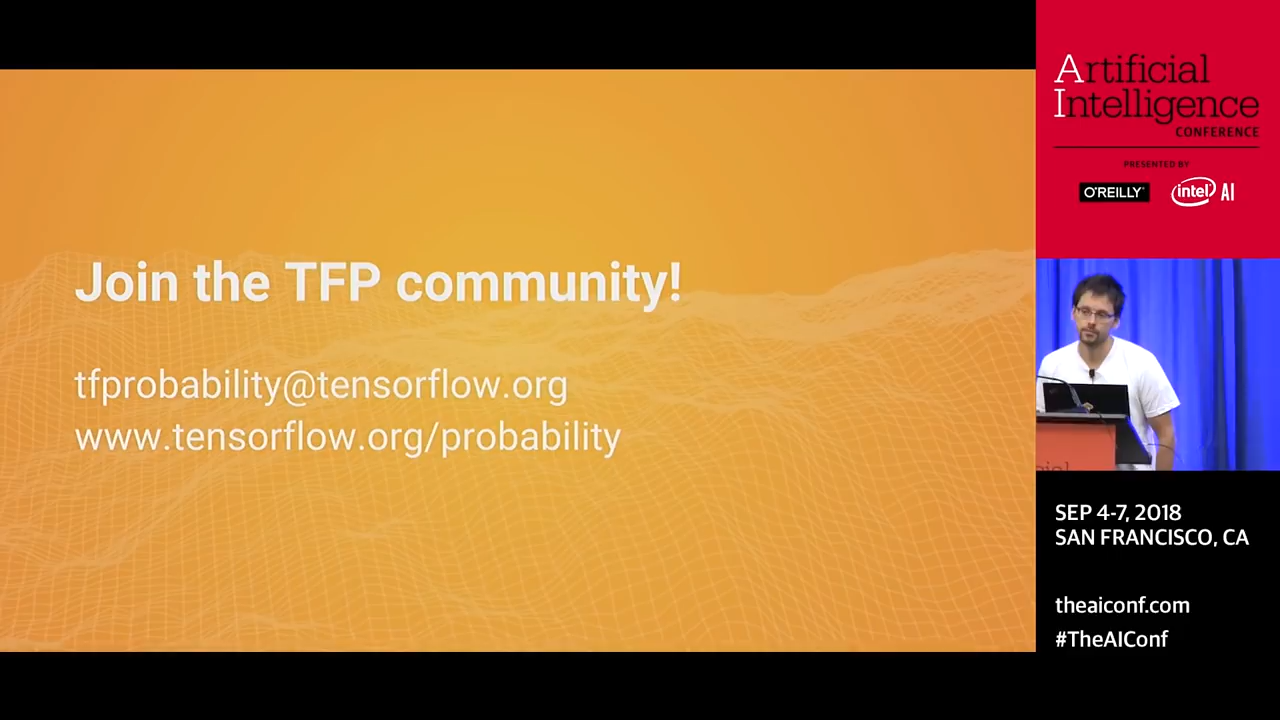 Join the TFP community!
tfprobability@tensorflow.org
www.tensorflow.org/probability
Artificial
Intelligence
CONFERENCE
PRESENTED BY
O'REILLY
intel AI
SEP 4-7, 2018
SAN FRANCISCO, CA
theaiconf.com
#TheAIConf